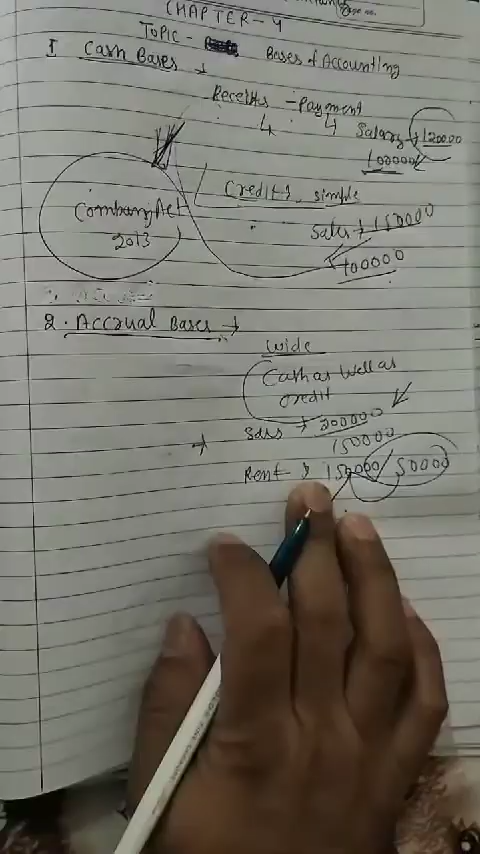 CHAPTER - 4
TOPIC - Bases of Accounting
I Cash Bases →
Receipts - Payment
Salary → 120000
100000
Credit, simple
Company Act
2013
Sales → 150000
100000
2. Accrual Bases →
Wide
Cash as well as
credit
Sales → 200000
150000
Rent → 150000/50000